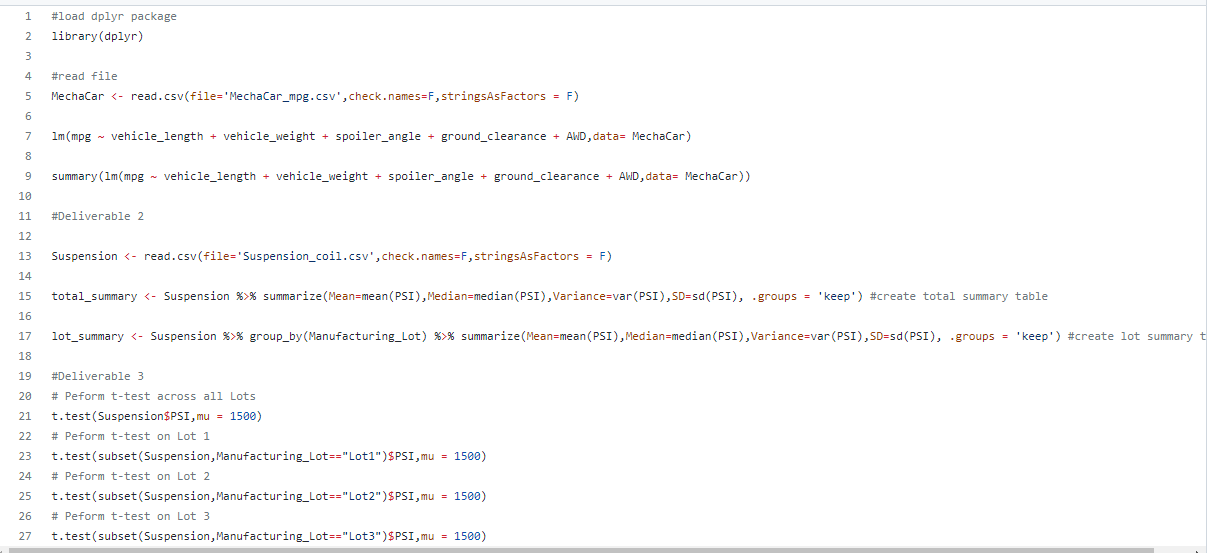 1 #load dplyr package
2 library(dplyr)
3
4 #read file
5 MechaCar <- read.csv(file='MechaCar_mpg.csv',check.names=F,stringsAsFactors = F)
6
7 lm(mpg ~ vehicle_length + vehicle_weight + spoiler_angle + ground_clearance + AWD,data= MechaCar)
8
9 summary(lm(mpg ~ vehicle_length + vehicle_weight + spoiler_angle + ground_clearance + AWD,data= MechaCar))
10
11 #Deliverable 2
12
13 Suspension <- read.csv(file='Suspension_coil.csv',check.names=F,stringsAsFactors = F)
14
15 total_summary <- Suspension %>% summarize(Mean=mean(PSI),Median=median(PSI),Variance=var(PSI),SD=sd(PSI), .groups = 'keep') #create total summary table
16
17 lot_summary <- Suspension %>% group_by(Manufacturing_Lot) %>% summarize(Mean=mean(PSI),Median=median(PSI),Variance=var(PSI),SD=sd(PSI), .groups = 'keep') #create lot summary t
18
19 #Deliverable 3
20 # Peform t-test across all Lots
21 t.test(Suspension$PSI,mu = 1500)
22 # Peform t-test on Lot 1
23 t.test(subset(Suspension,Manufacturing_Lot=="Lot1")$PSI,mu = 1500)
24 # Peform t-test on Lot 2
25 t.test(subset(Suspension,Manufacturing_Lot=="Lot2")$PSI,mu = 1500)
26 # Peform t-test on Lot 3
27 t.test(subset(Suspension,Manufacturing_Lot=="Lot3")$PSI,mu = 1500)